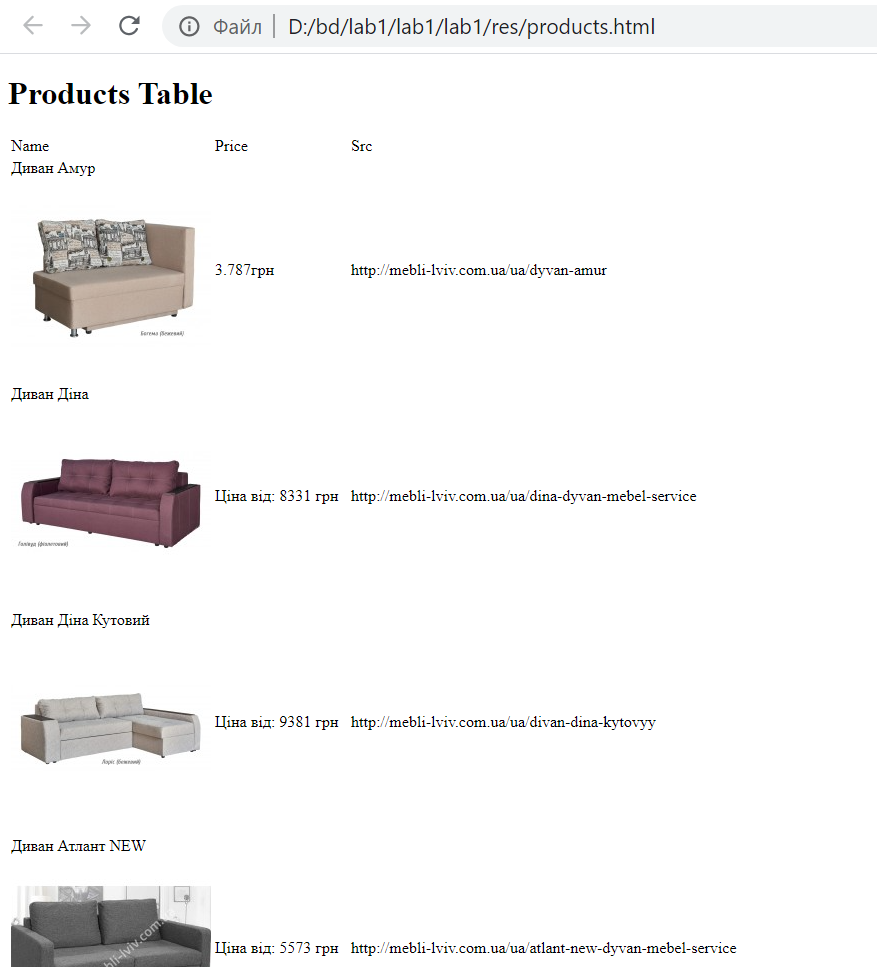 Файл | D:/bd/lab1/lab1/lab1/res/products.html
Products Table
Name Price Src
Диван Амур
3.787грн http://mebli-lviv.com.ua/ua/dyvan-amur
Богема (бежевий)
Диван Діна
Ціна від: 8331 грн http://mebli-lviv.com.ua/ua/dina-dyvan-mebel-service
Голівуд (фіолетовий)
Диван Діна Кутовий
Ціна від: 9381 грн http://mebli-lviv.com.ua/ua/divan-dina-kytovyy
(бежевий)
Диван Атлант NEW
Ціна від: 5573 грн http://mebli-lviv.com.ua/ua/atlant-new-dyvan-mebel-service
bli-lviv.com.